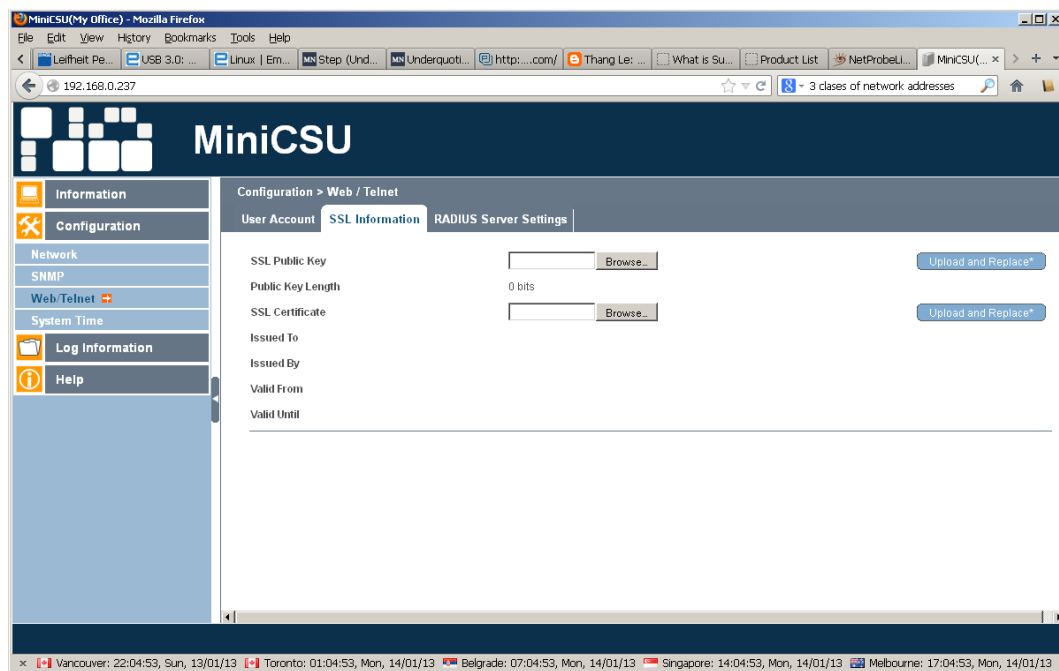 MiniCSU(My Office) - Mozilla Firefox
File Edit View History Bookmarks Tools Help
Leifheit Pe... USB 3.0: ... Linux | Em... MN Step (Und... MN Underquoti... http:....com/ Thang Le: ... What is Su... Product List NetProbeLi... MiniCSU(... ×
192.168.0.237 8 3 clases of network addresses
MiniCSU
Information
Configuration
Network
SNMP
Web/Telnet
System Time
Log Information
Help
Configuration > Web / Telnet
User Account SSL Information RADIUS Server Settings
SSL Public Key Browse... Upload and Replace*
Public Key Length 0 bits
SSL Certificate Browse... Upload and Replace*
Issued To
Issued By
Valid From
Valid Until
× Vancouver: 22:04:53, Sun, 13/01/13 Toronto: 01:04:53, Mon, 14/01/13 Belgrade: 07:04:53, Mon, 14/01/13 Singapore: 14:04:53, Mon, 14/01/13 Melbourne: 17:04:53, Mon, 14/01/13